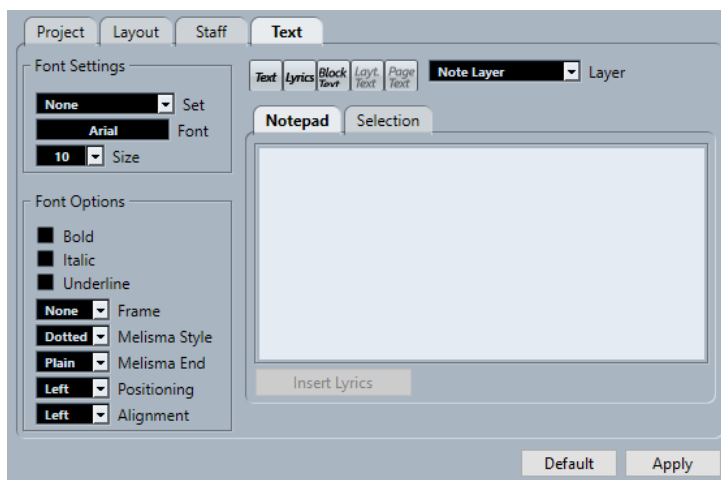 Project Layout Staff Text
Font Settings
None Set
Arial Font
10 Size
Font Options
Bold
Italic
Underline
None Frame
Dotted Melisma Style
Plain Melisma End
Left Positioning
Left Alignment
Text Lyrics Block Text Layt. Text Page Text Note Layer Layer
Notepad Selection
Insert Lyrics
Default Apply